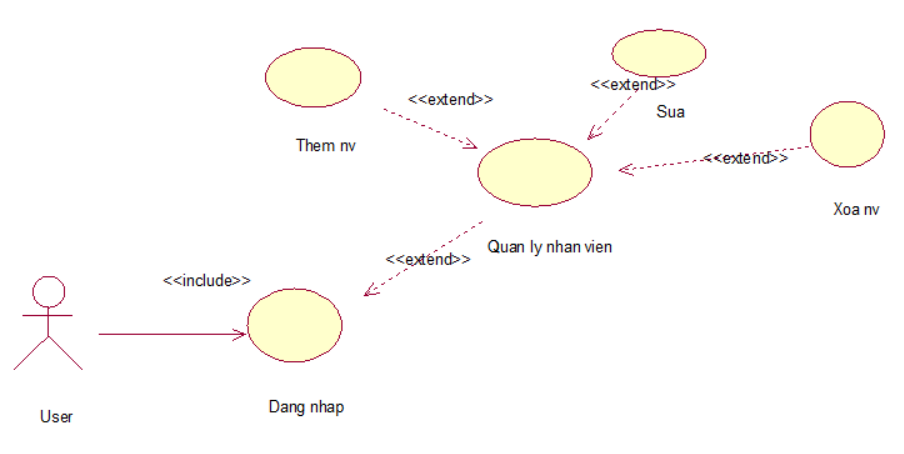 <<extend>>
Them nv
<<extend>>
Sua
<<extend>>
Xoa nv
Quan ly nhan vien
<<extend>>
<<include>>
Dang nhap
User